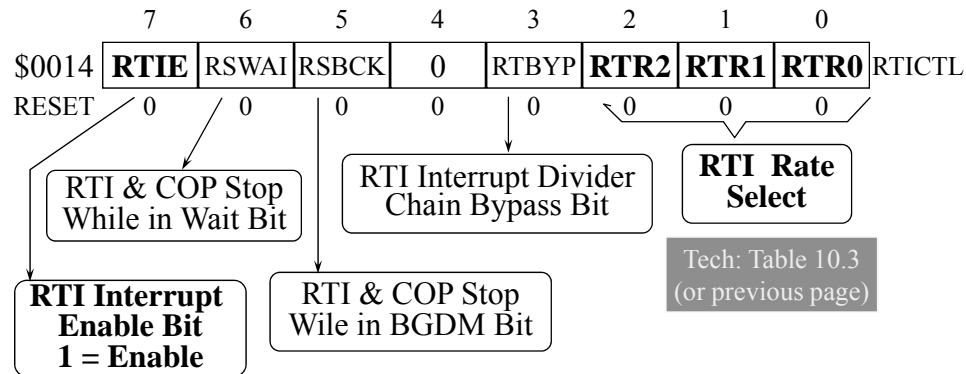 7 6 5 4 3 2 1 0
$0014 RTIE RSWAI RSBCK 0 RTBYP RTR2 RTR1 RTR0 RTICTL
RESET 0 0 0 0 0 0 0 0
RTI & COP Stop
While in Wait Bit
RTI Interrupt Divider
Chain Bypass Bit
RTI Rate
Select
Tech: Table 10.3
(or previous page)
RTI Interrupt
Enable Bit
1 = Enable
RTI & COP Stop
Wile in BGDM Bit